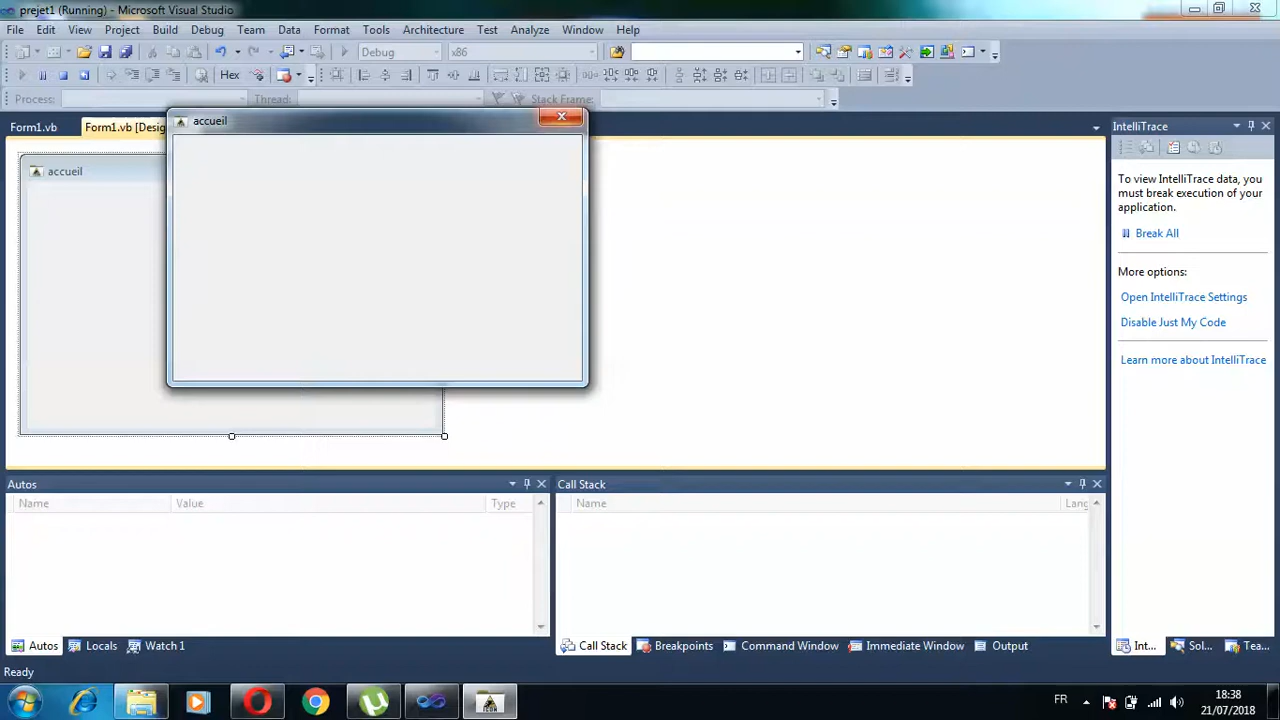 prejet1 (Running) - Microsoft Visual Studio
File Edit View Project Build Debug Team Data Format Tools Architecture Test Analyze Window Help
Debug x86
Hex
Process: Thread: Stack Frame:
Form1.vb Form1.vb [Desig
accueil
accueil
IntelliTrace
To view IntelliTrace data, you
must break execution of your
application.
Break All
More options:
Open IntelliTrace Settings
Disable Just My Code
Learn more about IntelliTrace
Autos
Name Value Type
Call Stack
Name Lang
Autos Locals Watch 1
Call Stack Breakpoints Command Window Immediate Window Output
Int... Sol... Tea...
Ready
FR
18:38
21/07/2018